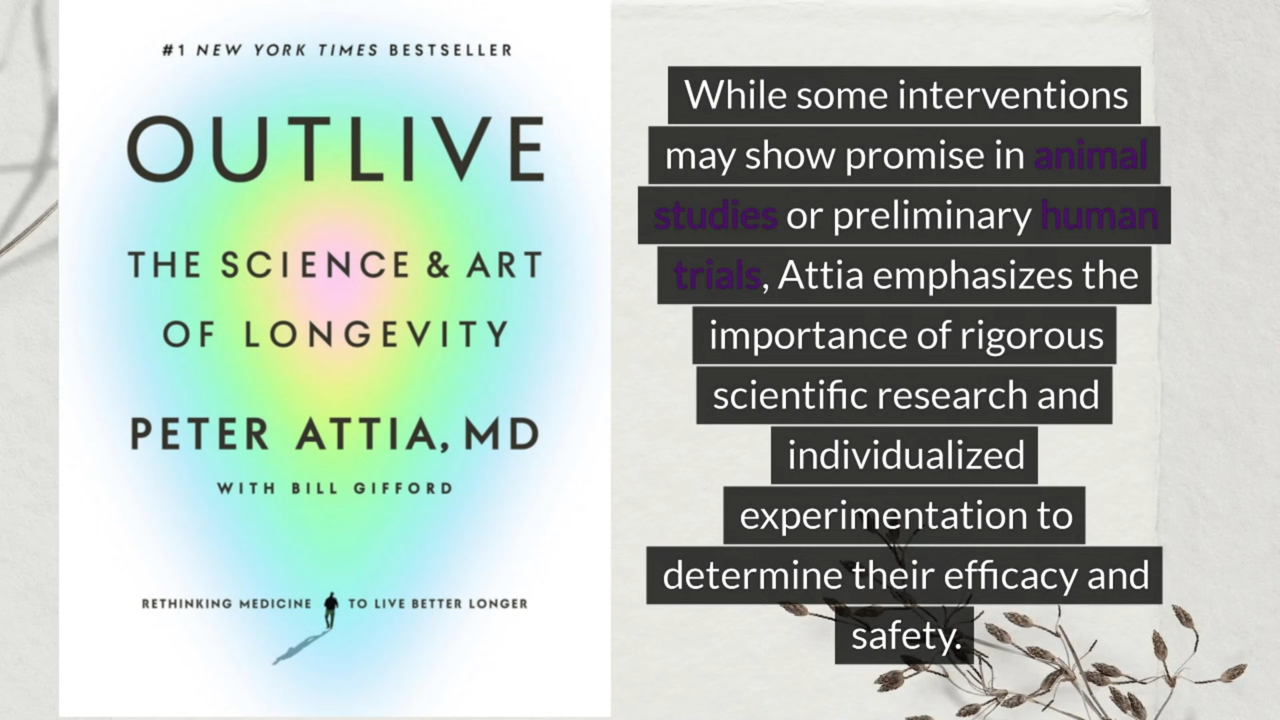 #1 NEW YORK TIMES BESTSELLER
OUTLIVE
THE SCIENCE & ART
OF LONGEVITY
PETER ATTIA, MD
WITH BILL GIFFORD
RETHINKING MEDICINE TO LIVE BETTER LONGER
While some interventions
may show promise in animal
studies or preliminary human
trials, Attia emphasizes the
importance of rigorous
scientific research and
individualized
experimentation to
determine their efficacy and
safety.